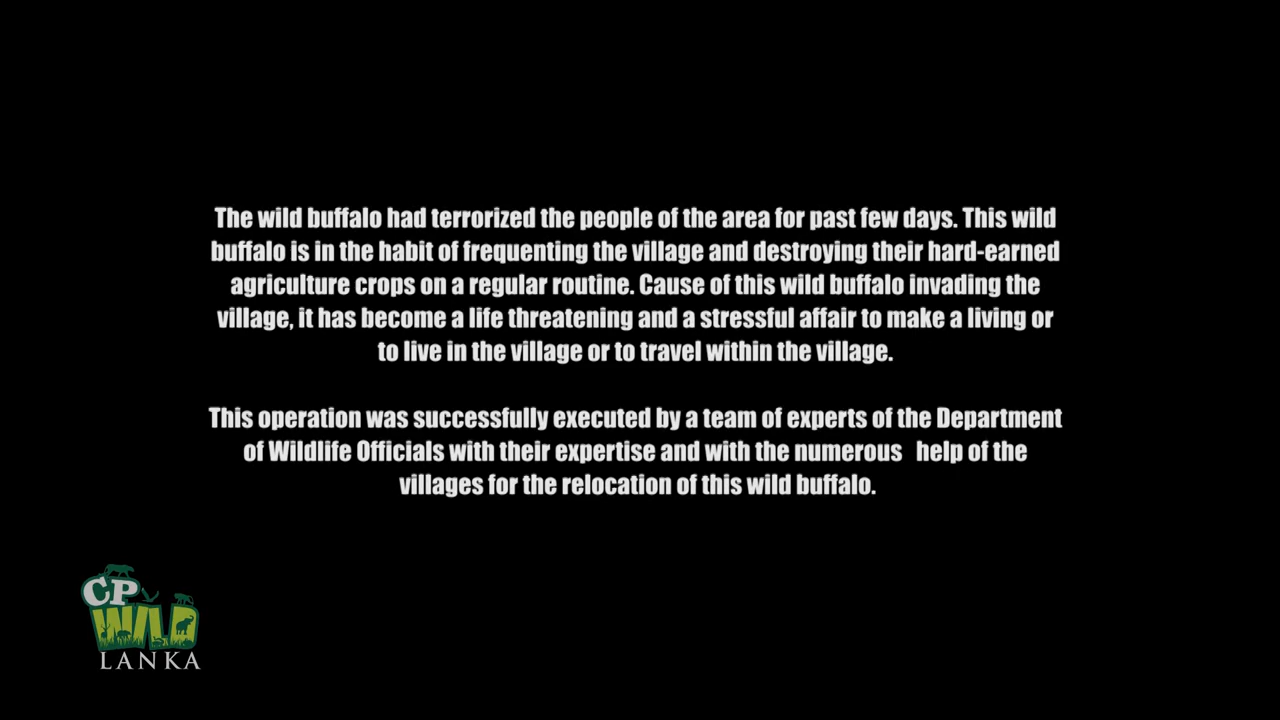 The wild buffalo had terrorized the people of the area for past few days. This wild
buffalo is in the habit of frequenting the village and destroying their hard-earned
agriculture crops on a regular routine. Cause of this wild buffalo invading the
village, it has become a life threatening and a stressful affair to make a living or
to live in the village or to travel within the village.
This operation was successfully executed by a team of experts of the Department
of Wildlife Officials with their expertise and with the numerous help of the
villages for the relocation of this wild buffalo.
CP
WILD
LANKA